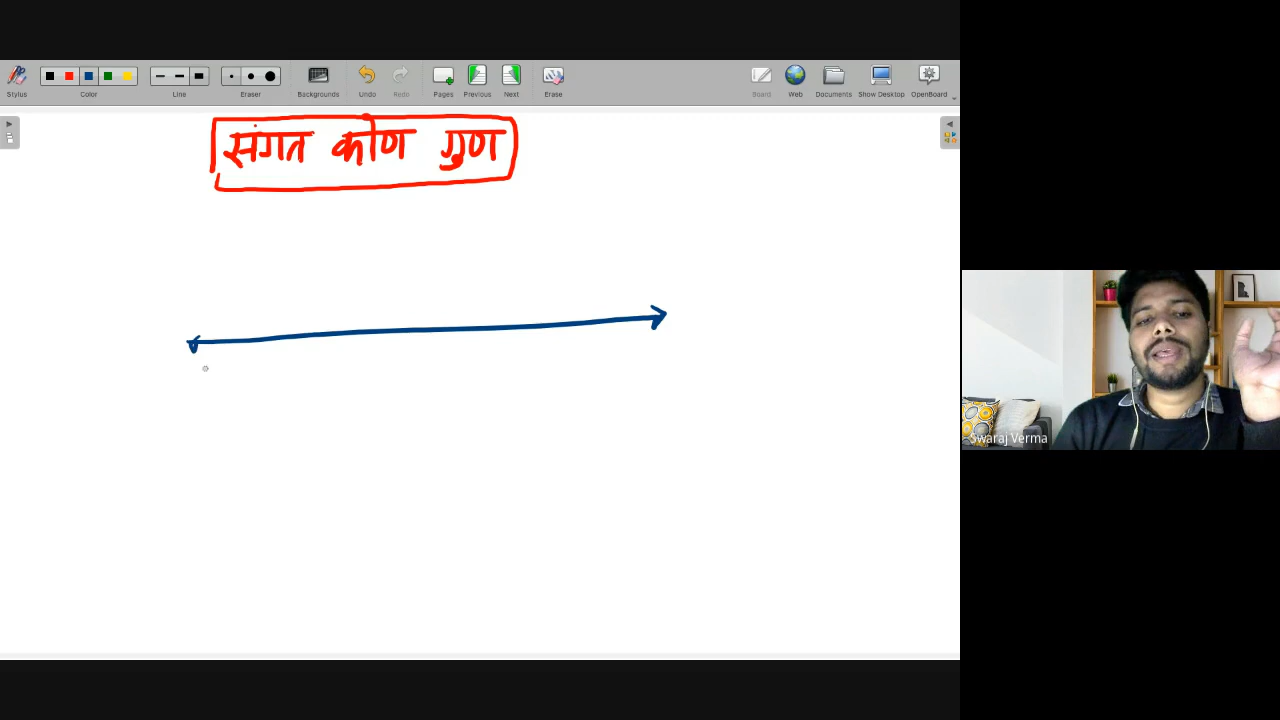 Stylus
Color
Line
Eraser
Backgrounds
Undo
Redo
Pages
Previous
Next
Erase
Board
Web
Documents
Show Desktop
OpenBoard
संगत कोण गुण
Swaraj Verma